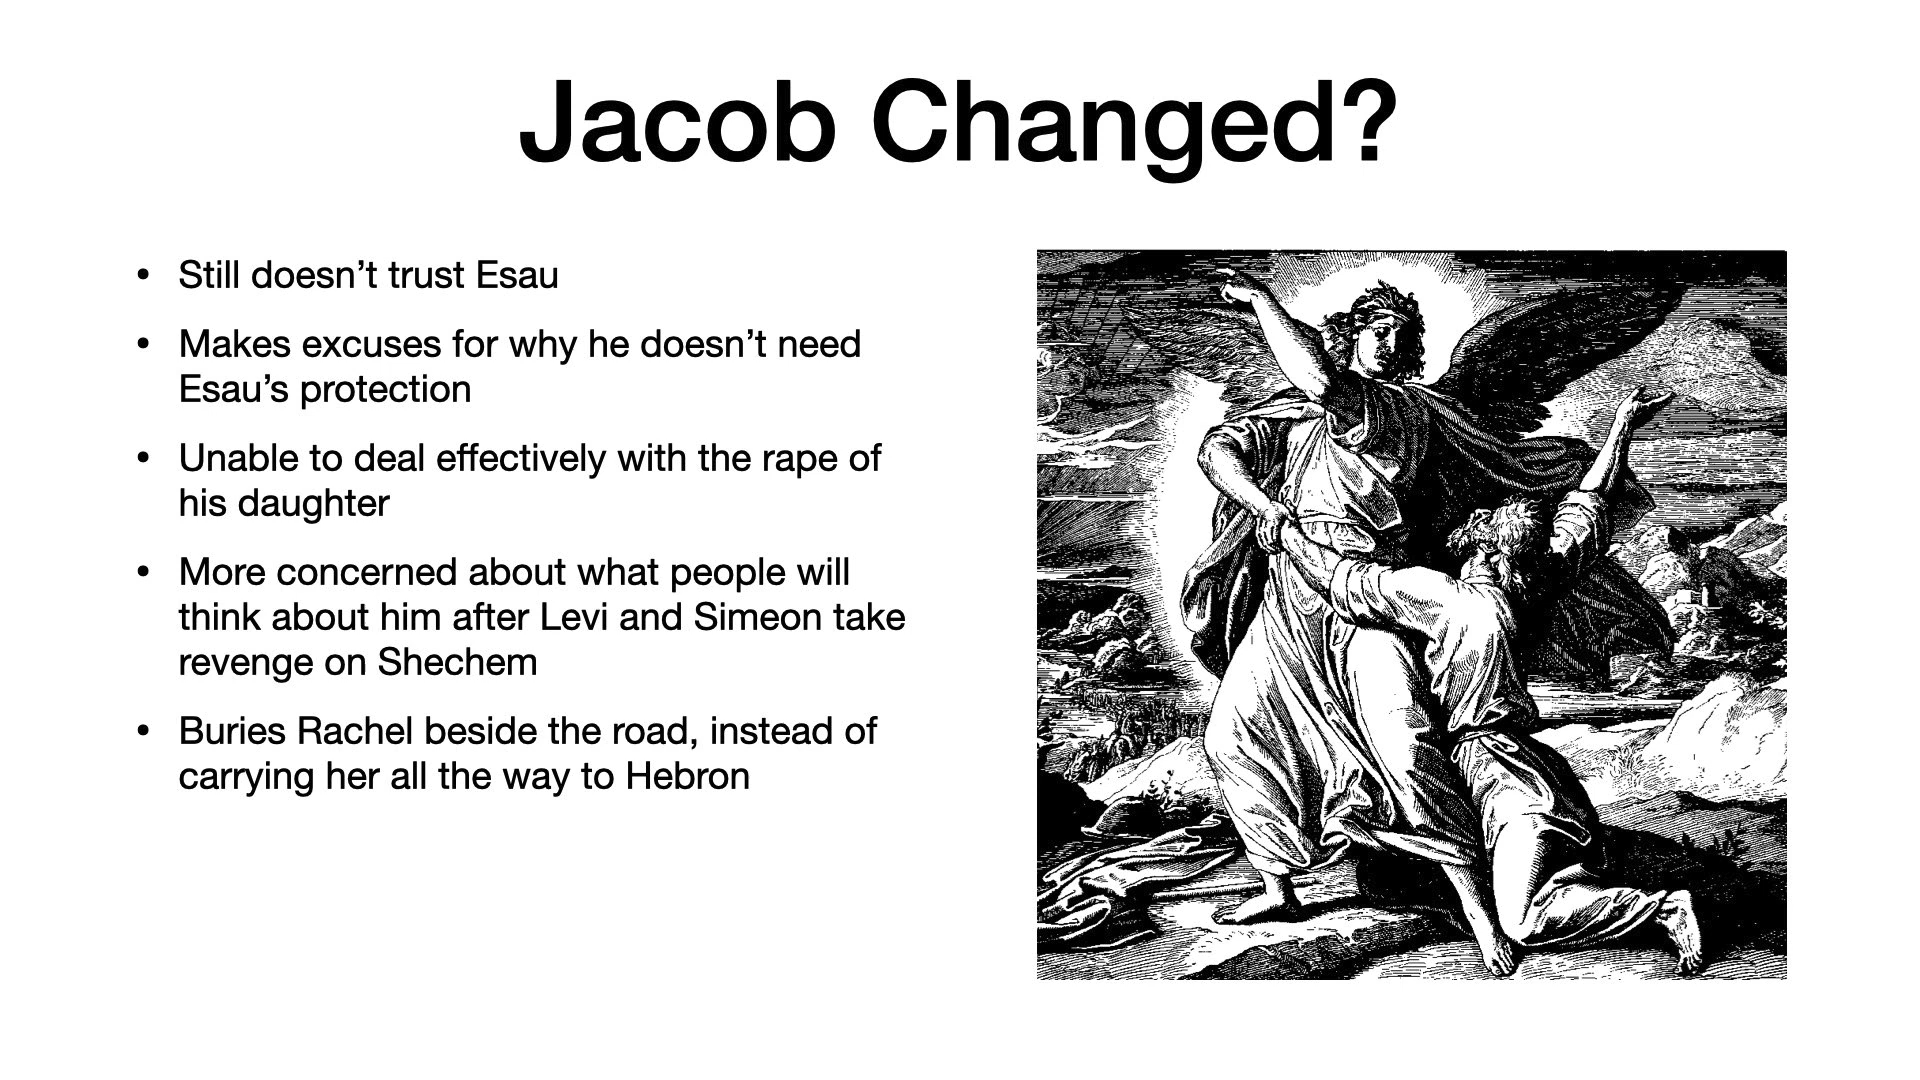 Jacob Changed?
• Still doesn’t trust Esau
• Makes excuses for why he doesn’t need
Esau’s protection
• Unable to deal effectively with the rape of
his daughter
• More concerned about what people will
think about him after Levi and Simeon take
revenge on Shechem
• Buries Rachel beside the road, instead of
carrying her all the way to Hebron